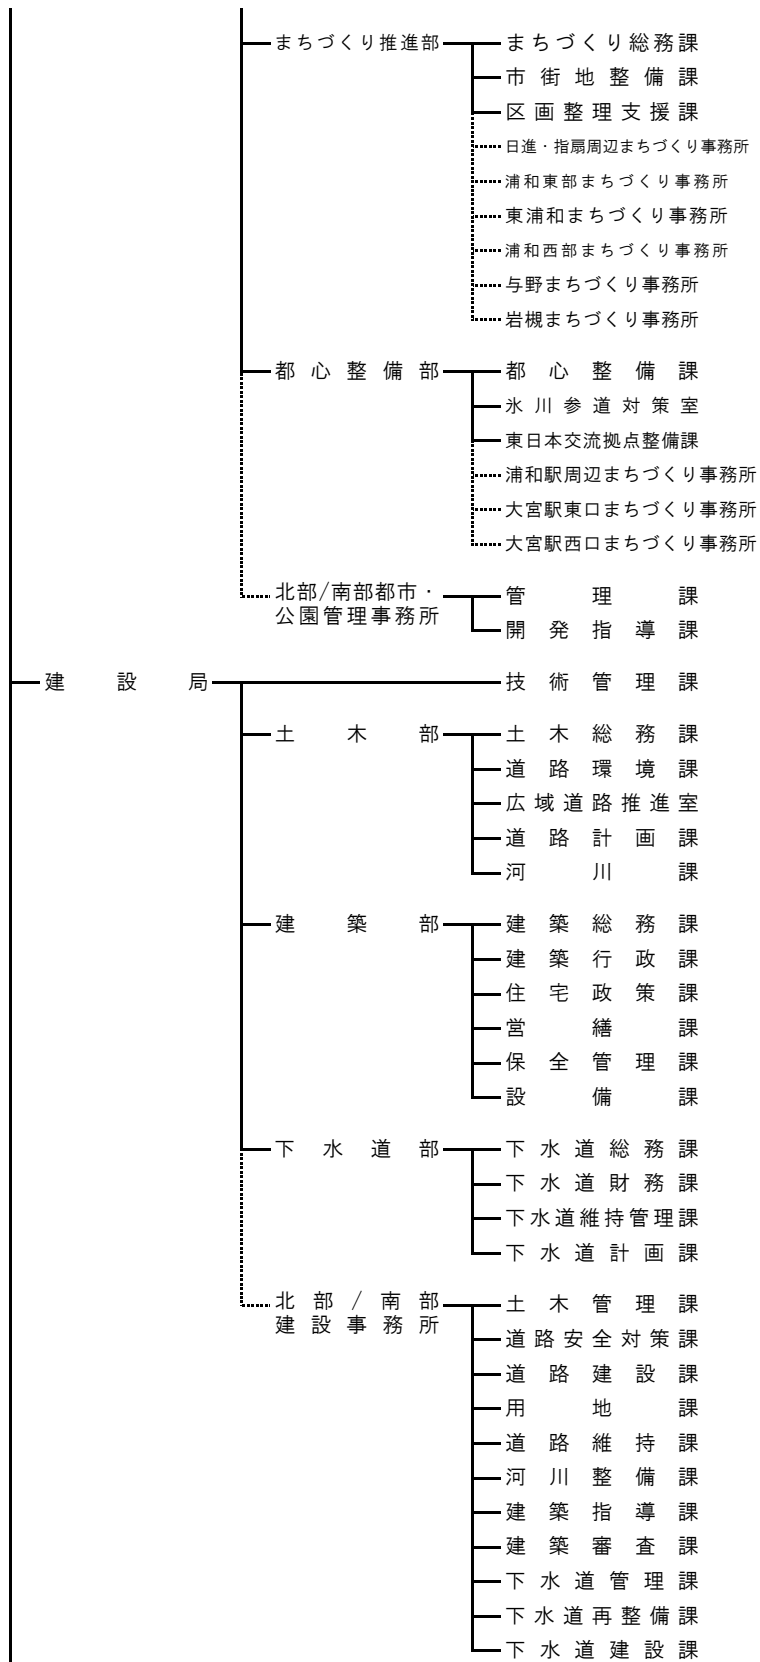 まちづくり推進部 まちづくり総務課
市街地整備課
区画整理支援課
日進・指扇周辺まちづくり事務所
浦和東部まちづくり事務所
東浦和まちづくり事務所
浦和西部まちづくり事務所
与野まちづくり事務所
岩槻まちづくり事務所
都心整備部 都心整備課
氷川参道対策室
東日本交流拠点整備課
浦和駅周辺まちづくり事務所
大宮駅東口まちづくり事務所
大宮駅西口まちづくり事務所
北部/南部都市・
公園管理事務所
管理課
開発指導課
建設局 技術管理課
土木部 土木総務課
道路環境課
広域道路推進室
道路計画課
河川課
建築部 建築総務課
建築行政課
住宅政策課
営繕課
保全管理課
設備課
下水道部 下水道総務課
下水道財務課
下水道維持管理課
下水道計画課
北部/南部
建設事務所
土木管理課
道路安全対策課
道路建設課
用地課
道路維持課
河川整備課
建築指導課
建築審査課
下水道管理課
下水道再整備課
下水道建設課